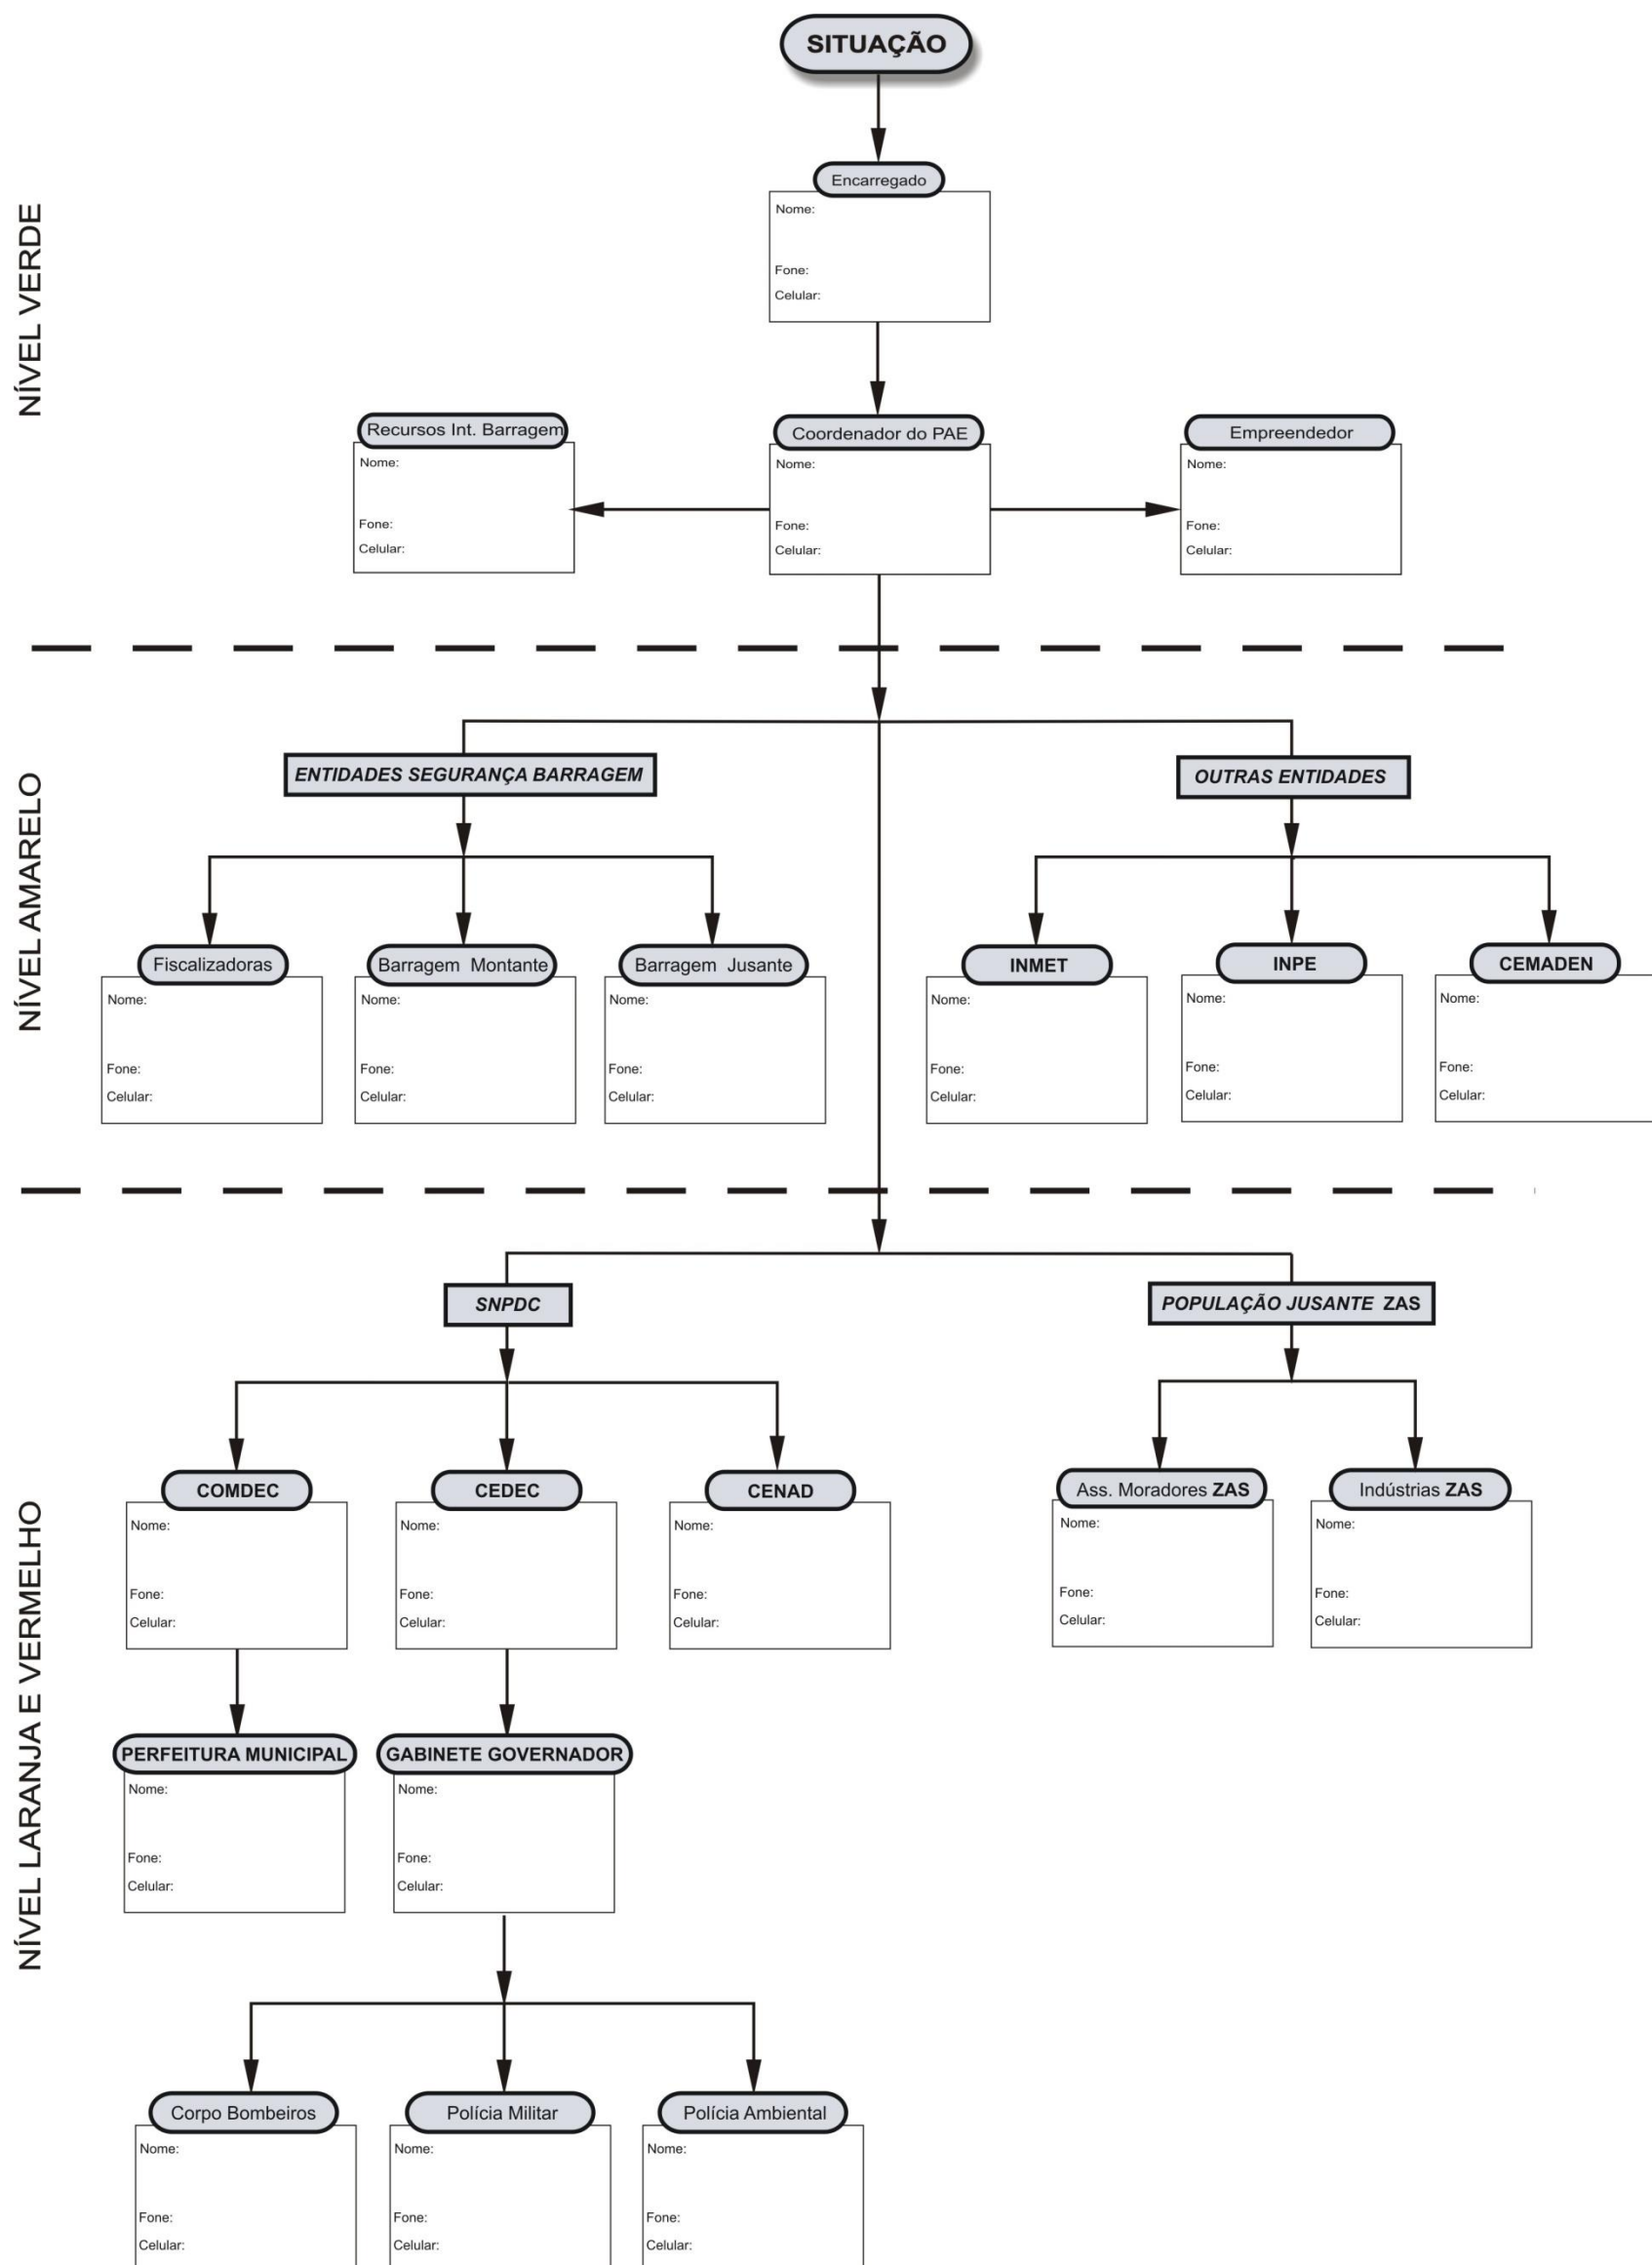 SITUAÇÃO
NÍVEL VERDE
Encarregado
Nome:
Fone:
Celular:
Recursos Int. Barragem
Nome:
Fone:
Celular:
Coordenador do PAE
Nome:
Fone:
Celular:
Empreendedor
Nome:
Fone:
Celular:
NÍVEL AMARELO
ENTIDADES SEGURANÇA BARRAGEM
OUTRAS ENTIDADES
Fiscalizadoras
Nome:
Fone:
Celular:
Barragem Montante
Nome:
Fone:
Celular:
Barragem Jusante
Nome:
Fone:
Celular:
INMET
Nome:
Fone:
Celular:
INPE
Nome:
Fone:
Celular:
CEMADEN
Nome:
Fone:
Celular:
NÍVEL LARANJA E VERMELHO
SNPDC
POPULAÇÃO JUSANTE ZAS
COMDEC
Nome:
Fone:
Celular:
CEDEC
Nome:
Fone:
Celular:
CENAD
Nome:
Fone:
Celular:
Ass. Moradores ZAS
Nome:
Fone:
Celular:
Indústrias ZAS
Nome:
Fone:
Celular:
PERFEITURA MUNICIPAL
Nome:
Fone:
Celular:
GABINETE GOVERNADOR
Nome:
Fone:
Celular:
Corpo Bombeiros
Nome:
Fone:
Celular:
Polícia Militar
Nome:
Fone:
Celular:
Polícia Ambiental
Nome:
Fone:
Celular: